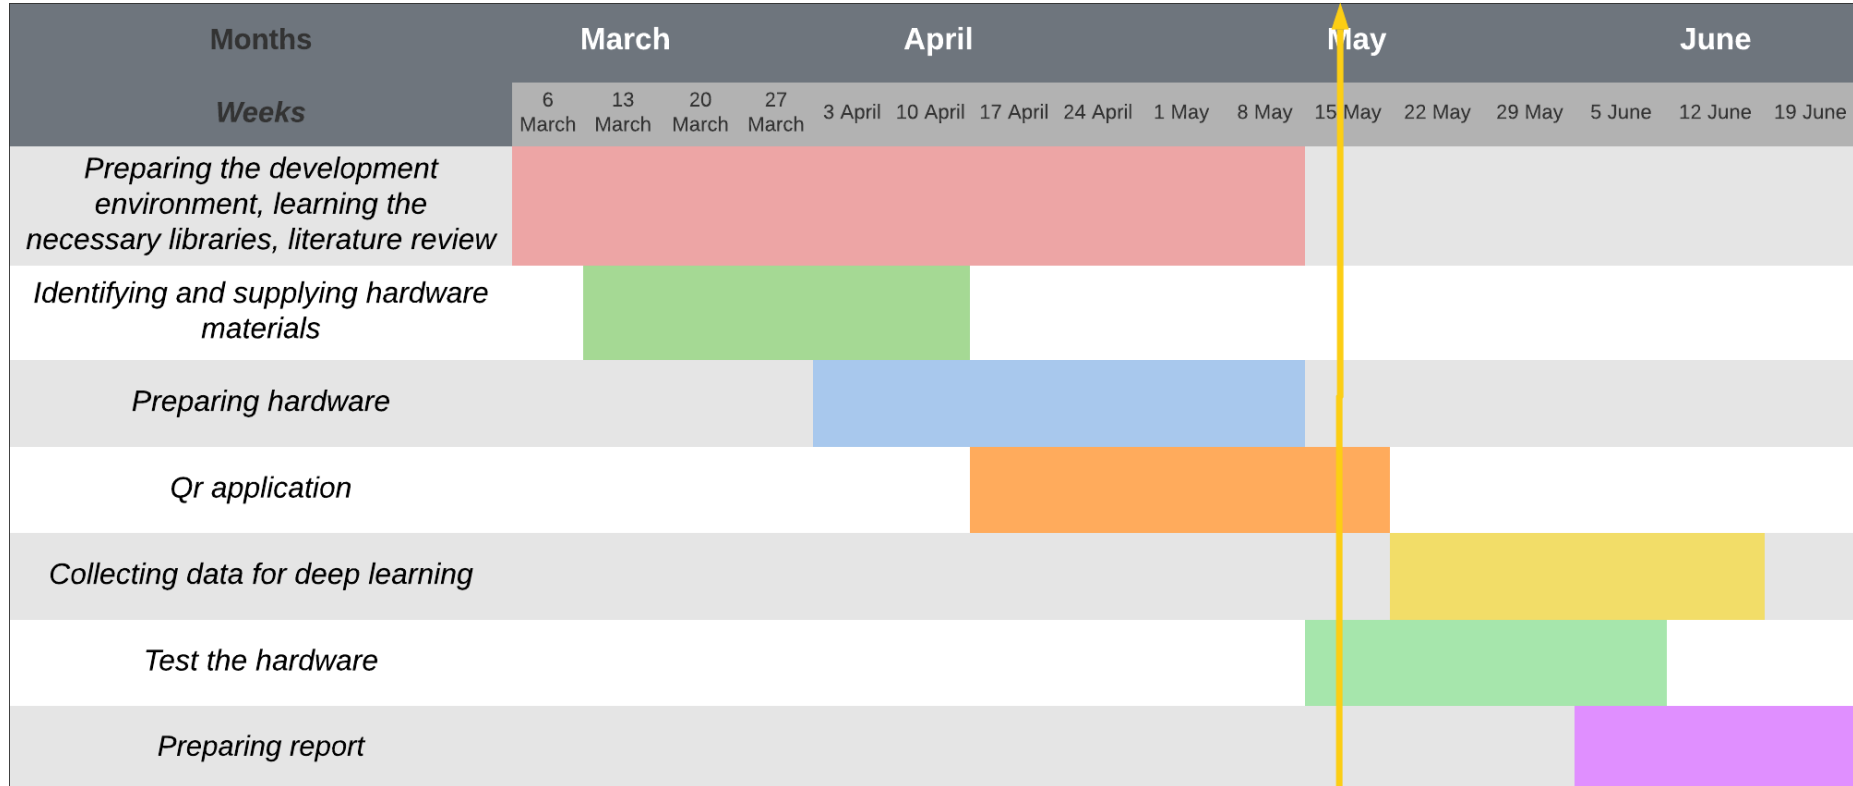 Months March April May June
Weeks 6 March 13 March 20 March 27 March 3 April 10 April 17 April 24 April 1 May 8 May 15 May 22 May 29 May 5 June 12 June 19 June
Preparing the development
environment, learning the
necessary libraries, literature review
Identifying and supplying hardware
materials
Preparing hardware
Qr application
Collecting data for deep learning
Test the hardware
Preparing report